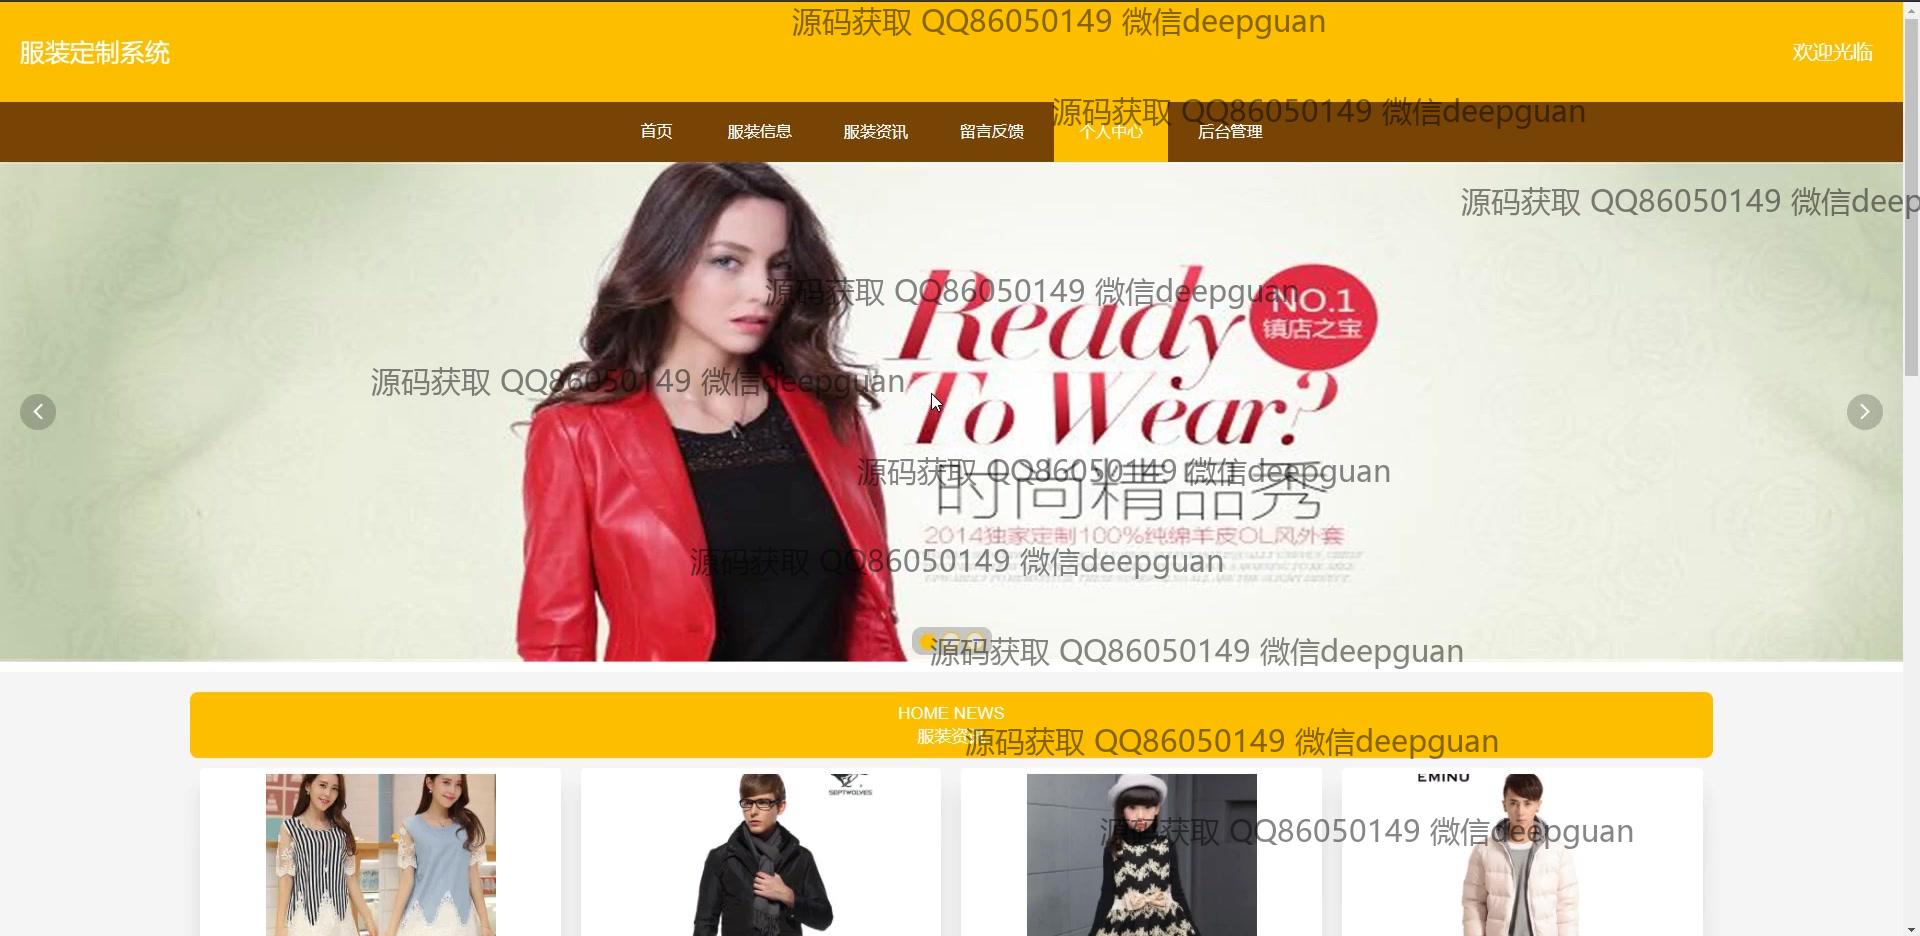 源码获取 QQ86050149 微信deepguan
服装定制系统
欢迎光临
源码获取 QQ86050149 微信deepguan
首页
服装信息
服装资讯
留言反馈
个人中心
后台管理
源码获取 QQ86050149 微信deep
源码获取 QQ86050149 微信deepguan
Ready
NO.1
镇店之宝
源码获取 QQ86050149 微信deepguan
To Wear?
源码获取 QQ86050149 微信deepguan
时尚精品秀
2014独家定制100%纯绵羊皮OL风外套
源码获取 QQ86050149 微信deepguan
源码获取 QQ86050149 微信deepguan
HOME NEWS
服装资讯
源码获取 QQ86050149 微信deepguan
SEPTWOLVES
EMINU
源码获取 QQ86050149 微信deepguan